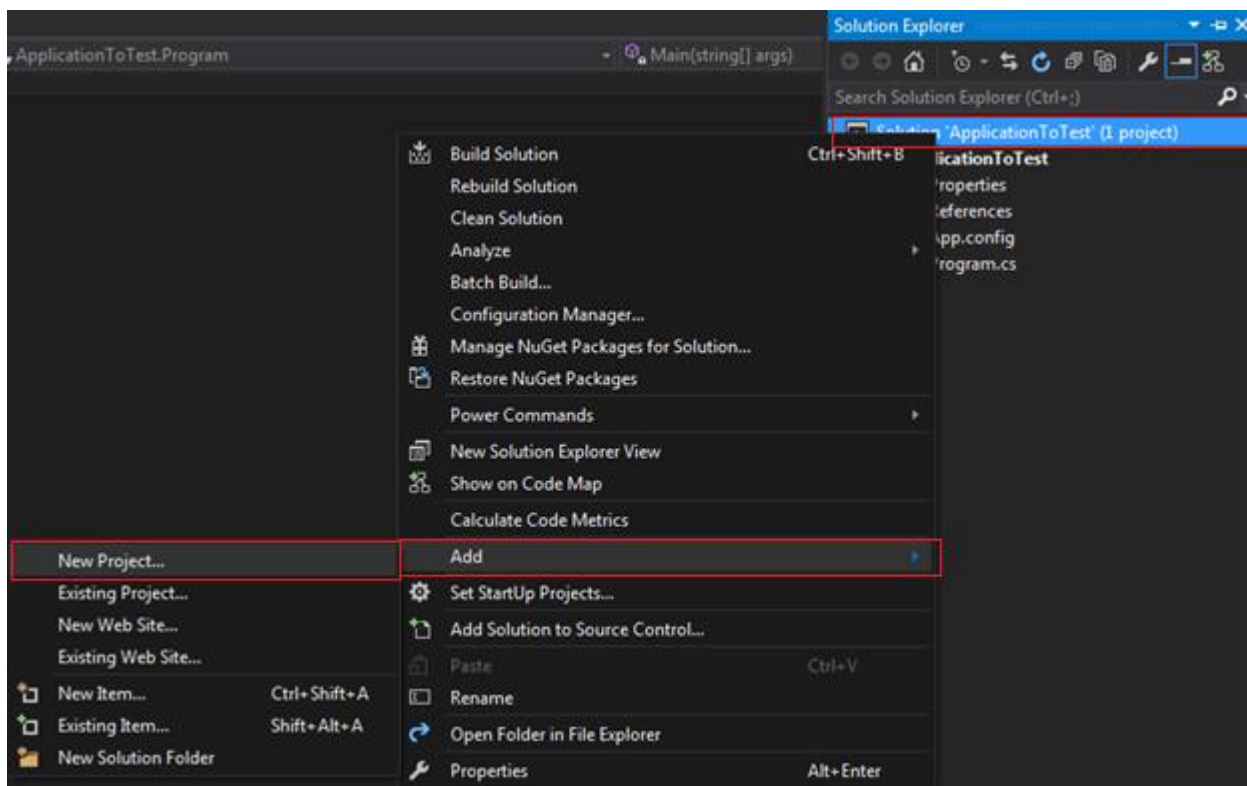 Solution Explorer
ApplicationToTest.Program
Main(string[] args)
Search Solution Explorer (Ctrl+;)
Solution 'ApplicationToTest' (1 project)
Build Solution Ctrl+Shift+B
licationToTest
Rebuild Solution
roperties
Clean Solution
eferences
Analyze
pp.config
Batch Build...
rogram.cs
Configuration Manager...
Manage NuGet Packages for Solution...
Restore NuGet Packages
Power Commands
New Solution Explorer View
Show on Code Map
Calculate Code Metrics
Add
New Project...
Existing Project...
Set StartUp Projects...
New Web Site...
Add Solution to Source Control...
Existing Web Site...
Paste Ctrl+V
New Item... Ctrl+Shift+A
Rename
Existing Item... Shift+Alt+A
Open Folder in File Explorer
New Solution Folder
Properties Alt+Enter